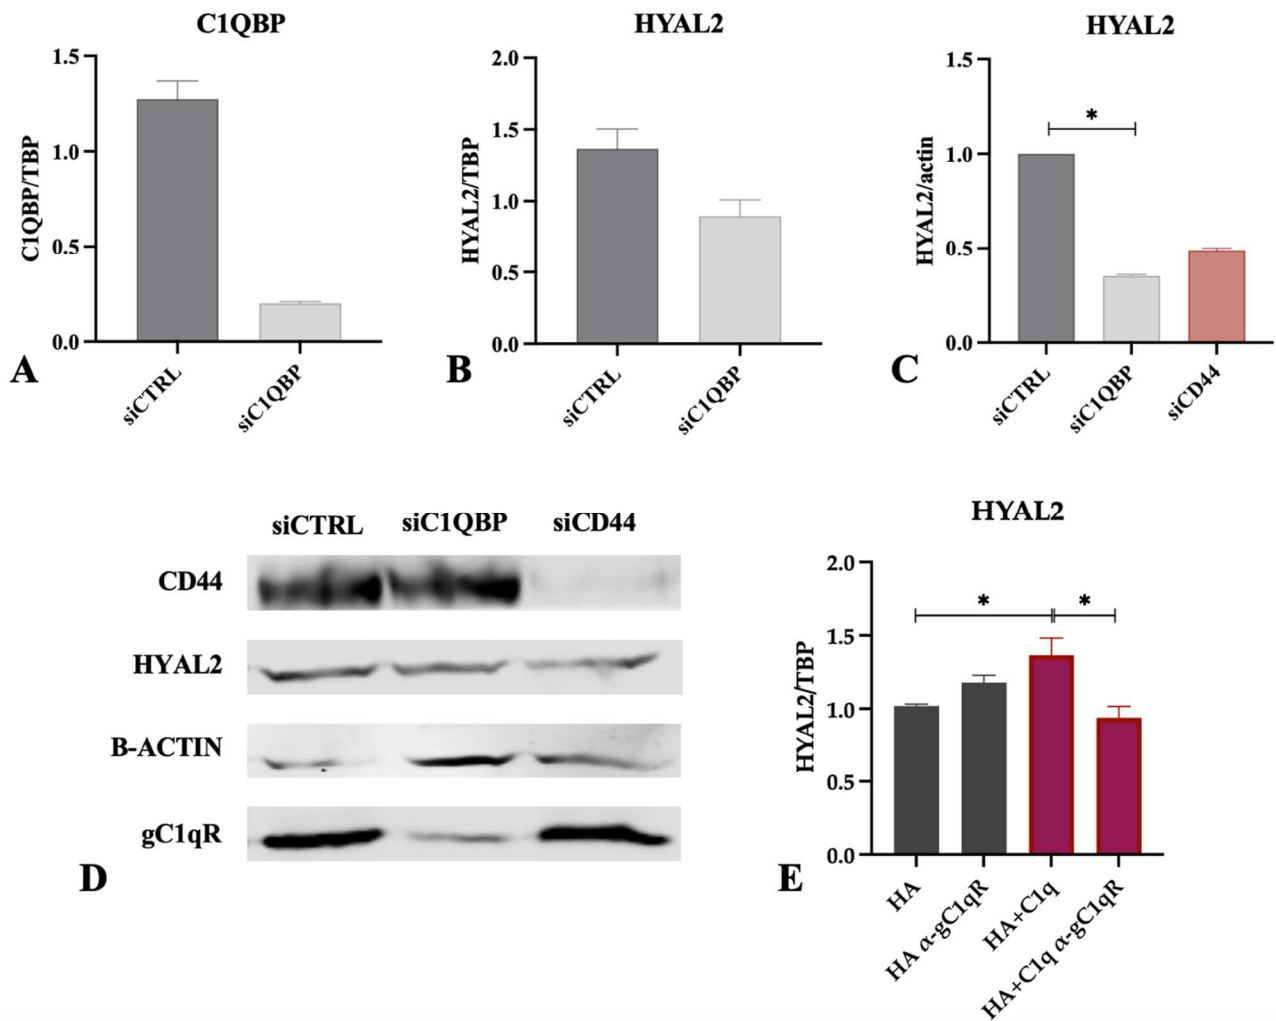 C1QBP
C1QBP/TBP
1.5
1.0
0.5
0.0
siCTRL
siC1QBP
A
HYAL2
HYAL2/TBP
2.0
1.5
1.0
0.5
0.0
siCTRL
siC1QBP
B
HYAL2
HYAL2/actin
1.5
1.0
0.5
0.0
*
siCTRL
siC1QBP
siCD44
C
siCTRL siC1QBP siCD44
CD44
HYAL2
B-ACTIN
gC1qR
D
HYAL2
HYAL2/TBP
2.0
1.5
1.0
0.5
0.0
* *
HA
HA α-gC1qR
HA+C1q
HA+C1q α-gC1qR
E